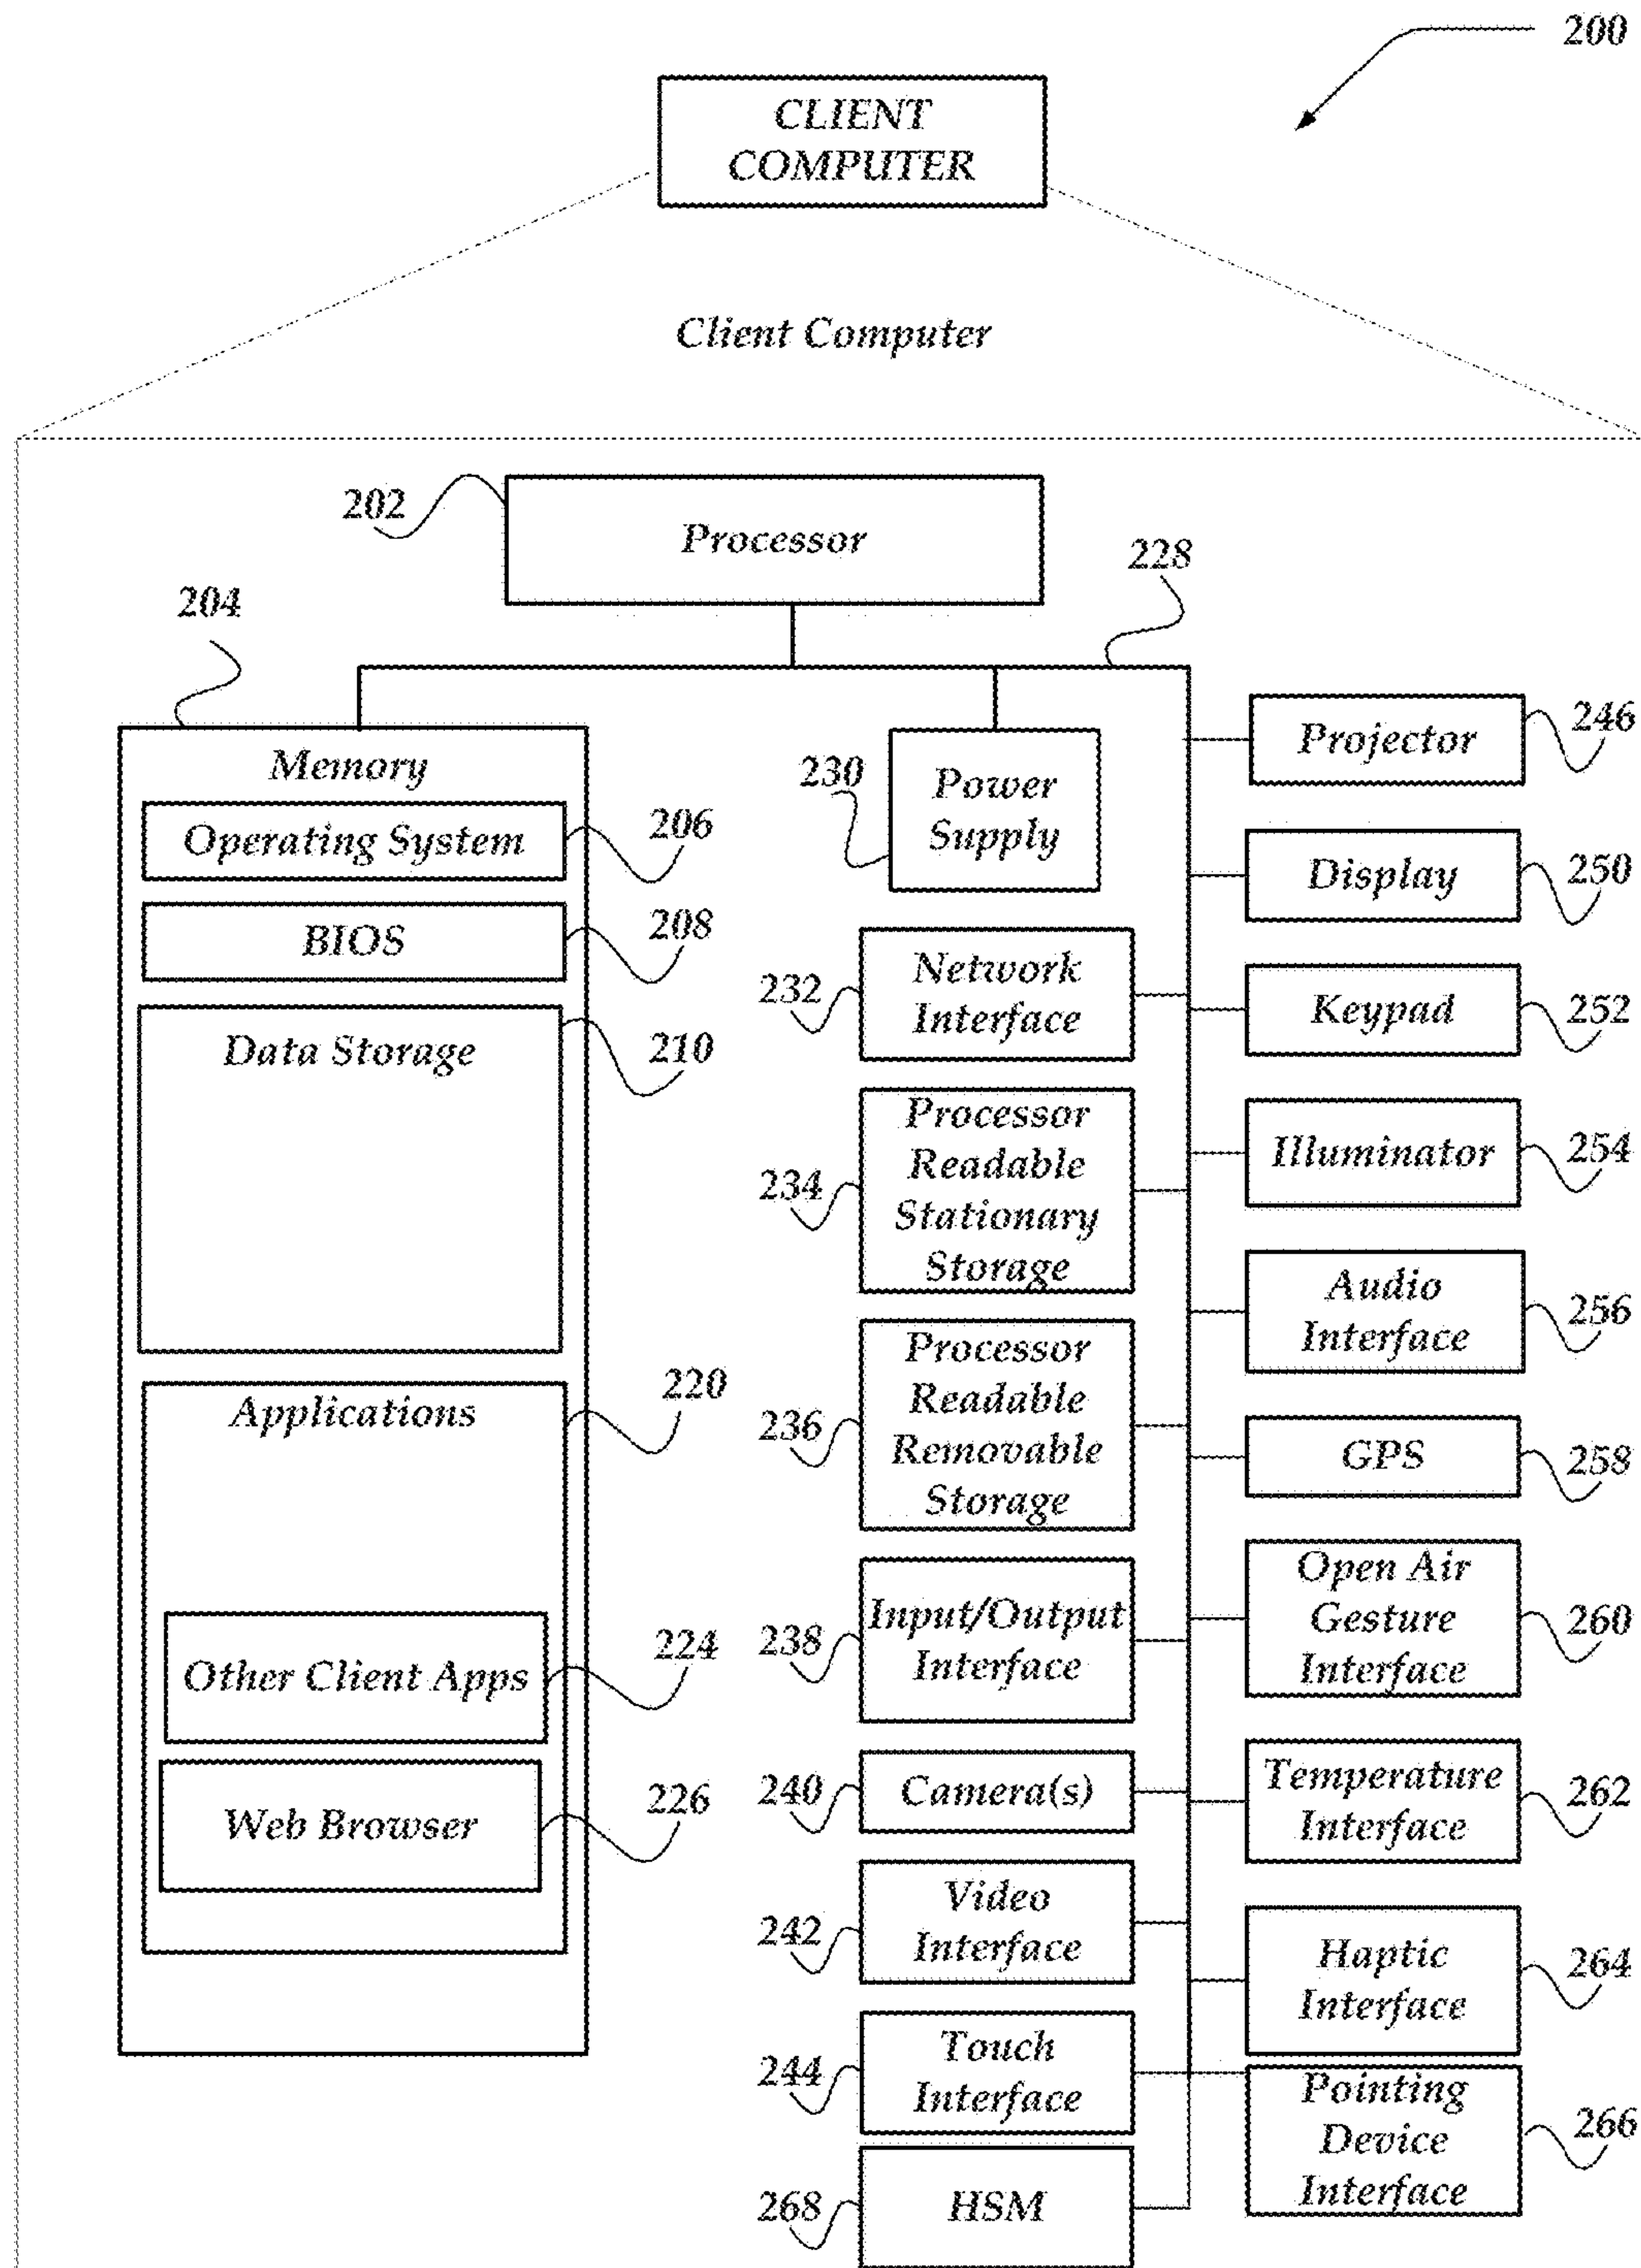 200
CLIENT
COMPUTER
Client Computer
202
Processor
228
204
Memory
Operating System
206
BIOS
208
Data Storage
210
Applications
220
Other Client Apps
224
Web Browser
226
230
Power
Supply
232
Network
Interface
234
Processor
Readable
Stationary
Storage
236
Processor
Readable
Removable
Storage
238
Input/Output
Interface
240
Camera(s)
242
Video
Interface
244
Touch
Interface
268
HSM
Projector
246
Display
250
Keypad
252
Illuminator
254
Audio
Interface
256
GPS
258
Open Air
Gesture
Interface
260
Temperature
Interface
262
Haptic
Interface
264
Pointing
Device
Interface
266